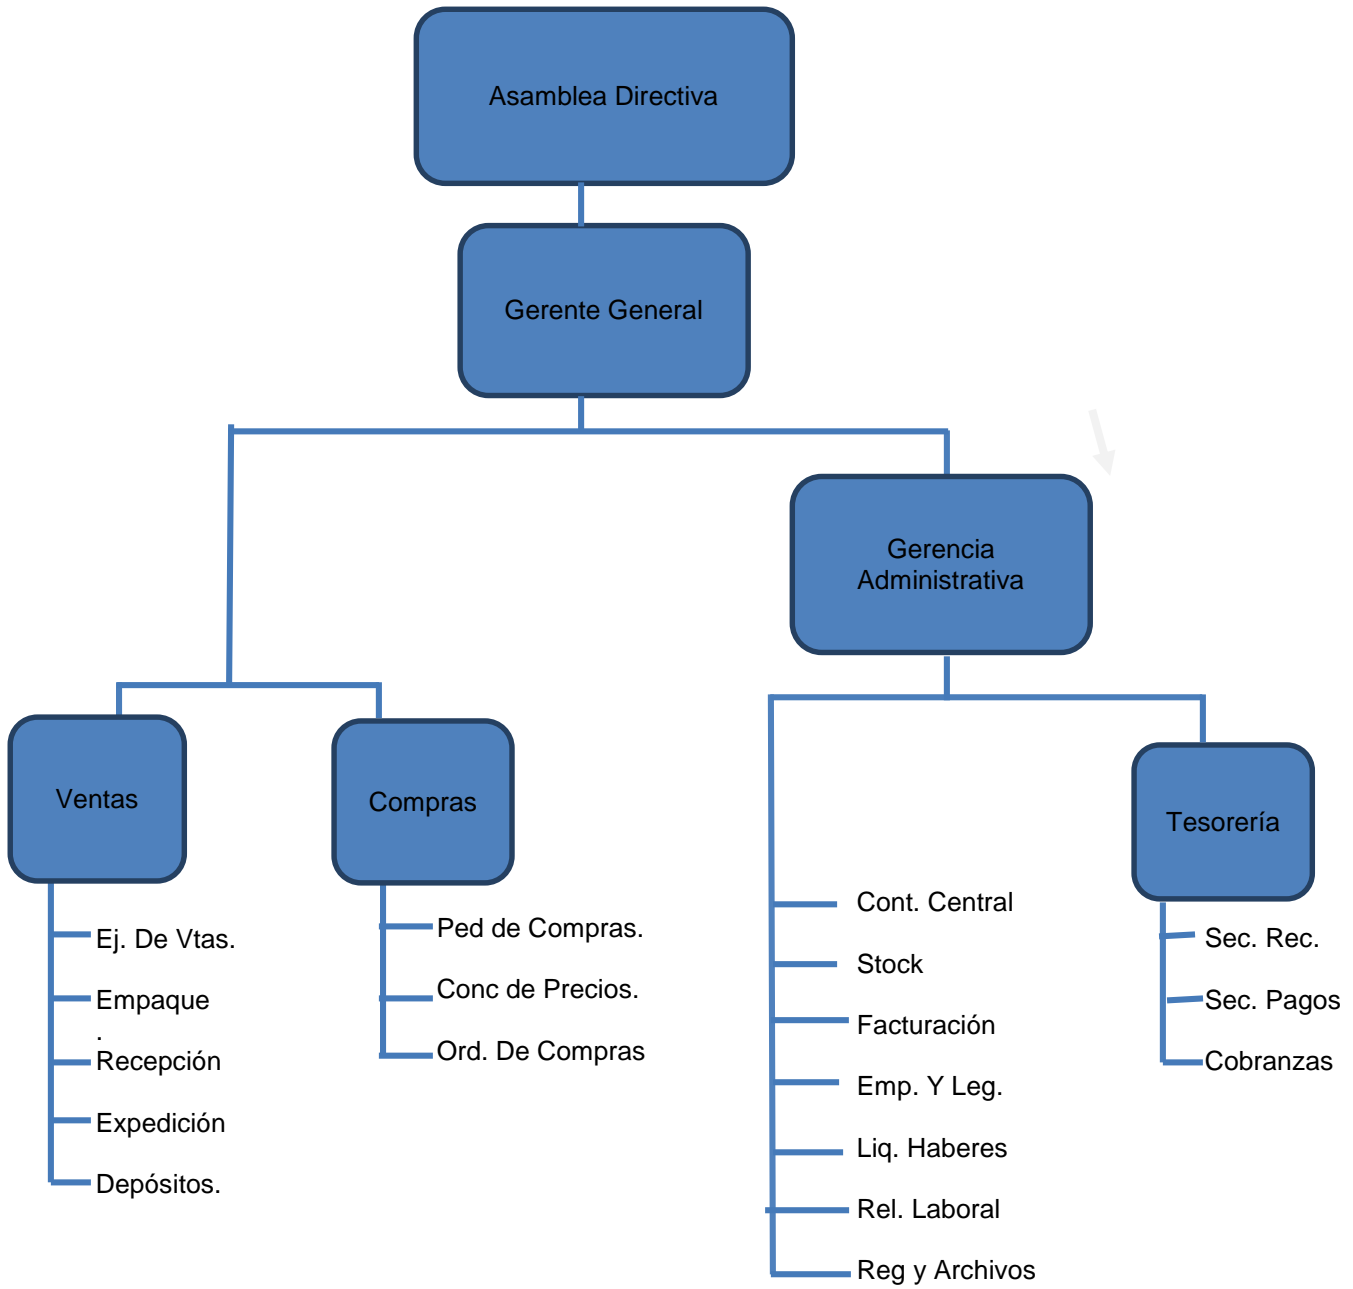 Asamblea Directiva
Gerente General
Gerencia
Administrativa
Ventas
Compras
Tesorería
Ej. De Vtas.
Empaque
.
Recepción
Expedición
Depósitos.
Ped de Compras.
Conc de Precios.
Ord. De Compras
Cont. Central
Stock
Facturación
Emp. Y Leg.
Liq. Haberes
Rel. Laboral
Reg y Archivos
Sec. Rec.
Sec. Pagos
Cobranzas